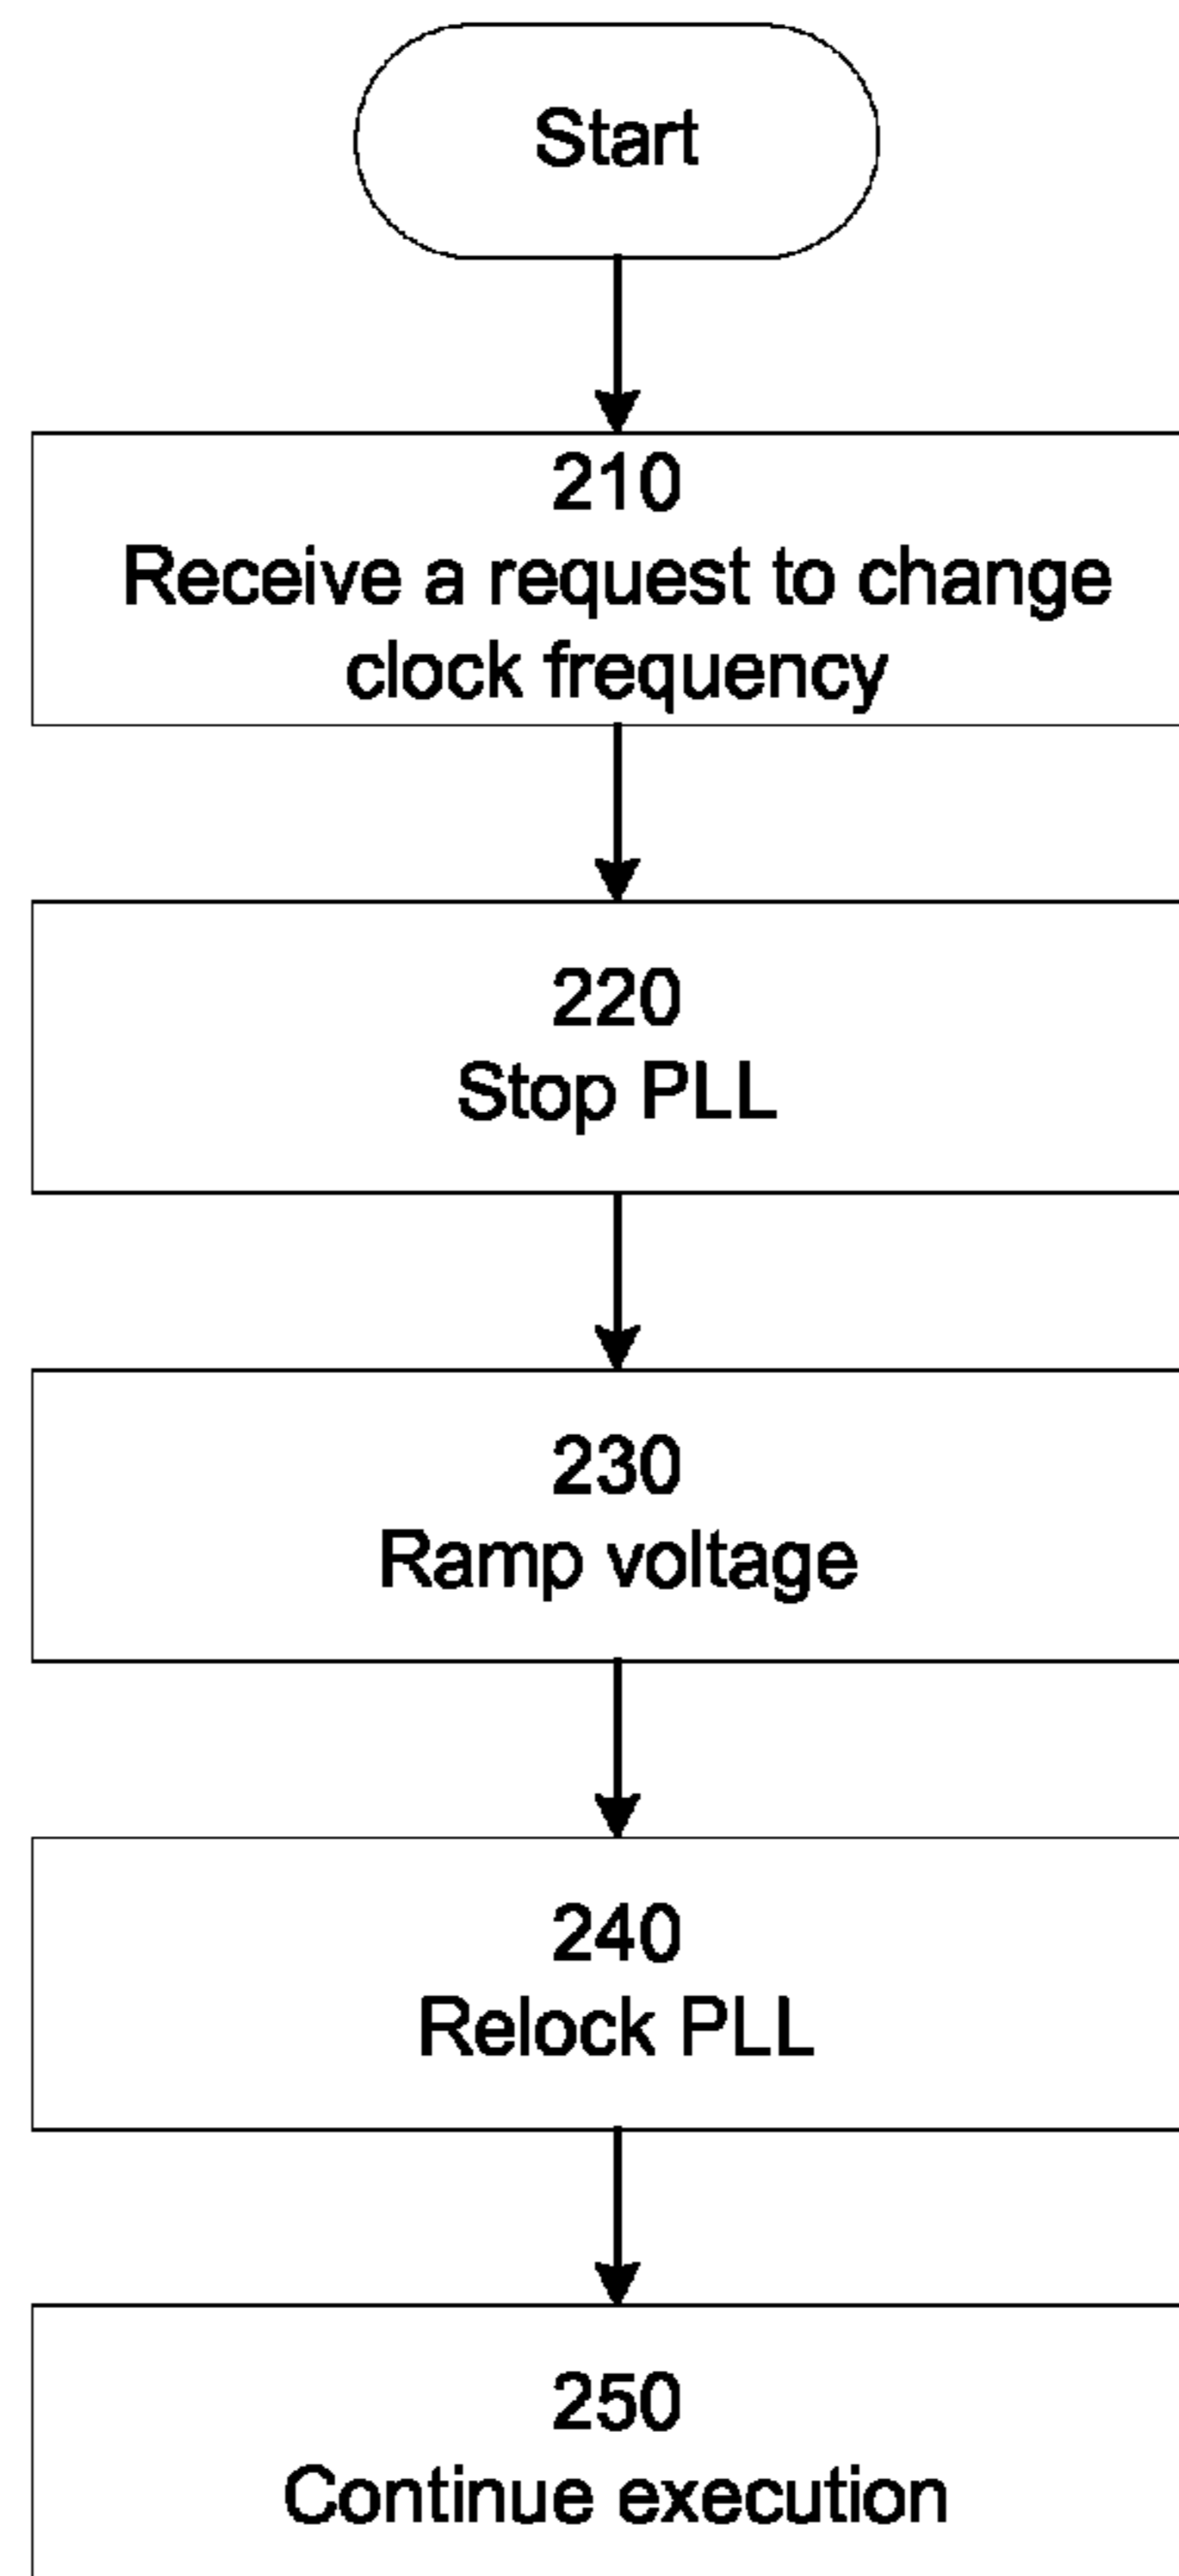 Start
210
Receive a request to change
clock frequency
220
Stop PLL
230
Ramp voltage
240
Relock PLL
250
Continue execution